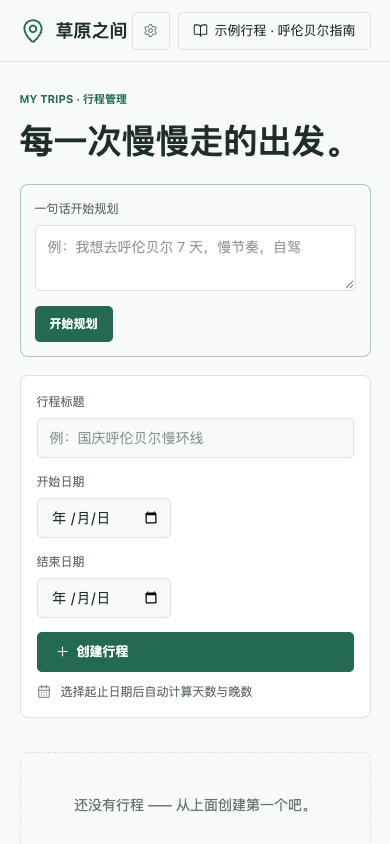 草原之间
示例行程 · 呼伦贝尔指南
MY TRIPS · 行程管理
每一次慢慢走的出发。
一句话开始规划
例：我想去呼伦贝尔 7 天，慢节奏，自驾
开始规划
行程标题
例：国庆呼伦贝尔慢环线
开始日期
年 /月/日
结束日期
年 /月/日
创建行程
选择起止日期后自动计算天数与晚数
还没有行程 —— 从上面创建第一个吧。